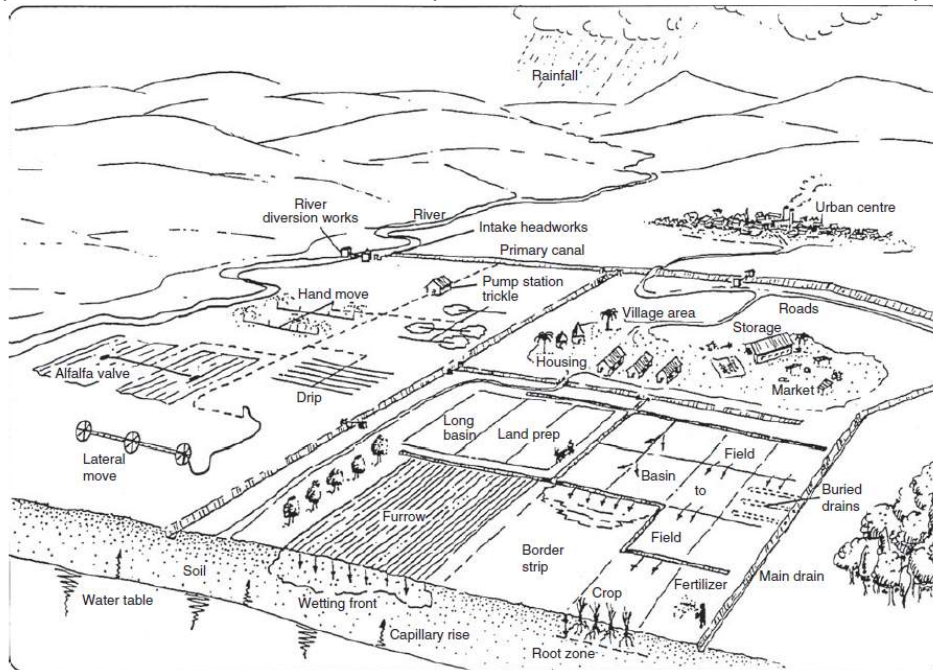 Rainfall
Urban centre
River
diversion works
River
Intake headworks
Primary canal
Hand move
Pump station
trickle
Village area
Roads
Storage
Housing
Alfalfa valve
Drip
Market
Long
basin
Land prep
Field
Lateral
move
Basin
to
Buried
drains
Furrow
Field
Border
strip
Soil
Main drain
Fertilizer
Crop
Water table
Wetting front
Capillary rise
Root zone